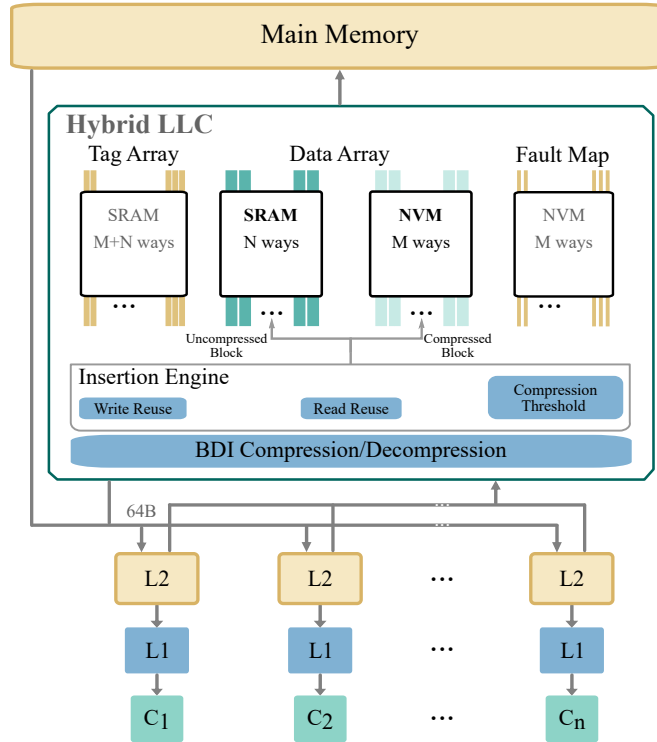 Main Memory
Hybrid LLC
Tag Array
Data Array
Fault Map
SRAM
M+N ways
SRAM
N ways
NVM
M ways
NVM
M ways
...
...
...
...
Uncompressed
Block
Compressed
Block
Insertion Engine
Write Reuse
Read Reuse
Compression
Threshold
BDI Compression/Decompression
64B
...
L2
L2
...
L2
L1
L1
...
L1
C1
C2
...
Cn